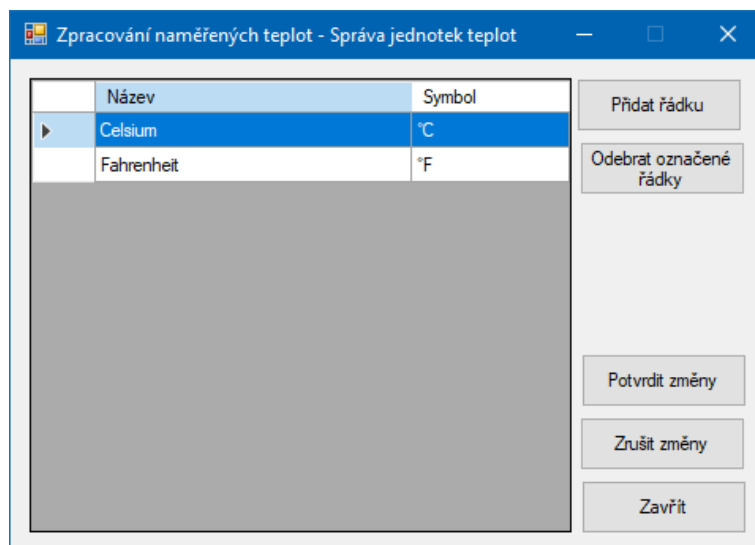 Zpracování naměřených teplot - Správa jednotek teplot
Název Symbol
Celsium °C
Fahrenheit °F
Přidat řádku
Odebrat označené
řádky
Potvrdit změny
Zrušit změny
Zavřít